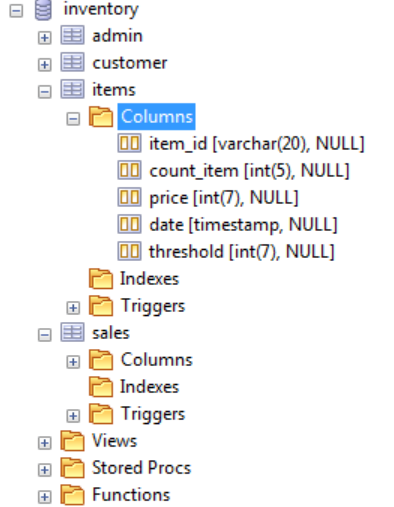 inventory
admin
customer
items
Columns
item_id [varchar(20), NULL]
count_item [int(5), NULL]
price [int(7), NULL]
date [timestamp, NULL]
threshold [int(7), NULL]
Indexes
Triggers
sales
Columns
Indexes
Triggers
Views
Stored Procs
Functions